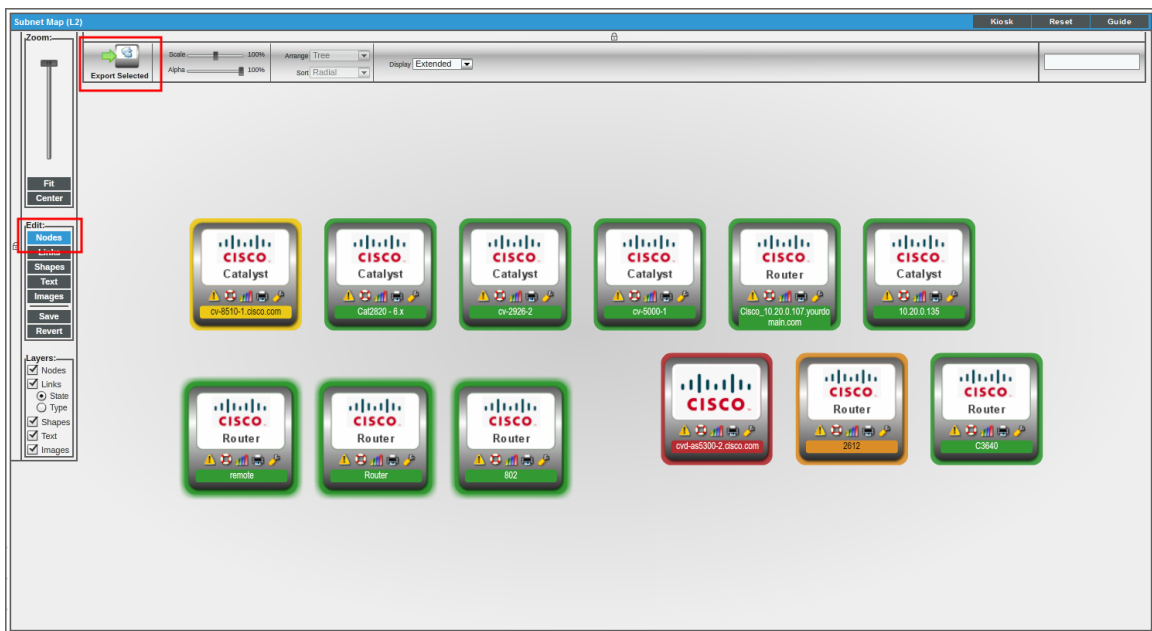 Subnet Map (L2)
Kiosk Reset Guide
Zoom:
Export Selected
Scale 100%
Alpha 100%
Arrange Tree
Sort Radial
Display Extended
Fit
Center
Edit:
Nodes
Links
Shapes
Text
Images
Save
Revert
Layers:
Nodes
Links
State
Type
Shapes
Text
Images
CISCO
Catalyst
cv-8510-1.cisco.com
CISCO
Catalyst
Cat2820 - 6.x
CISCO
Catalyst
cv-2926-2
CISCO
Catalyst
cv-5000-1
CISCO
Router
Cisco_10.20.0.107.yourdo
main.com
CISCO
Catalyst
10.20.0.135
CISCO
Router
remote
CISCO
Router
Router
CISCO
Router
802
CISCO
cvd-as5300-2.cisco.com
CISCO
Router
2612
CISCO
Router
C3640